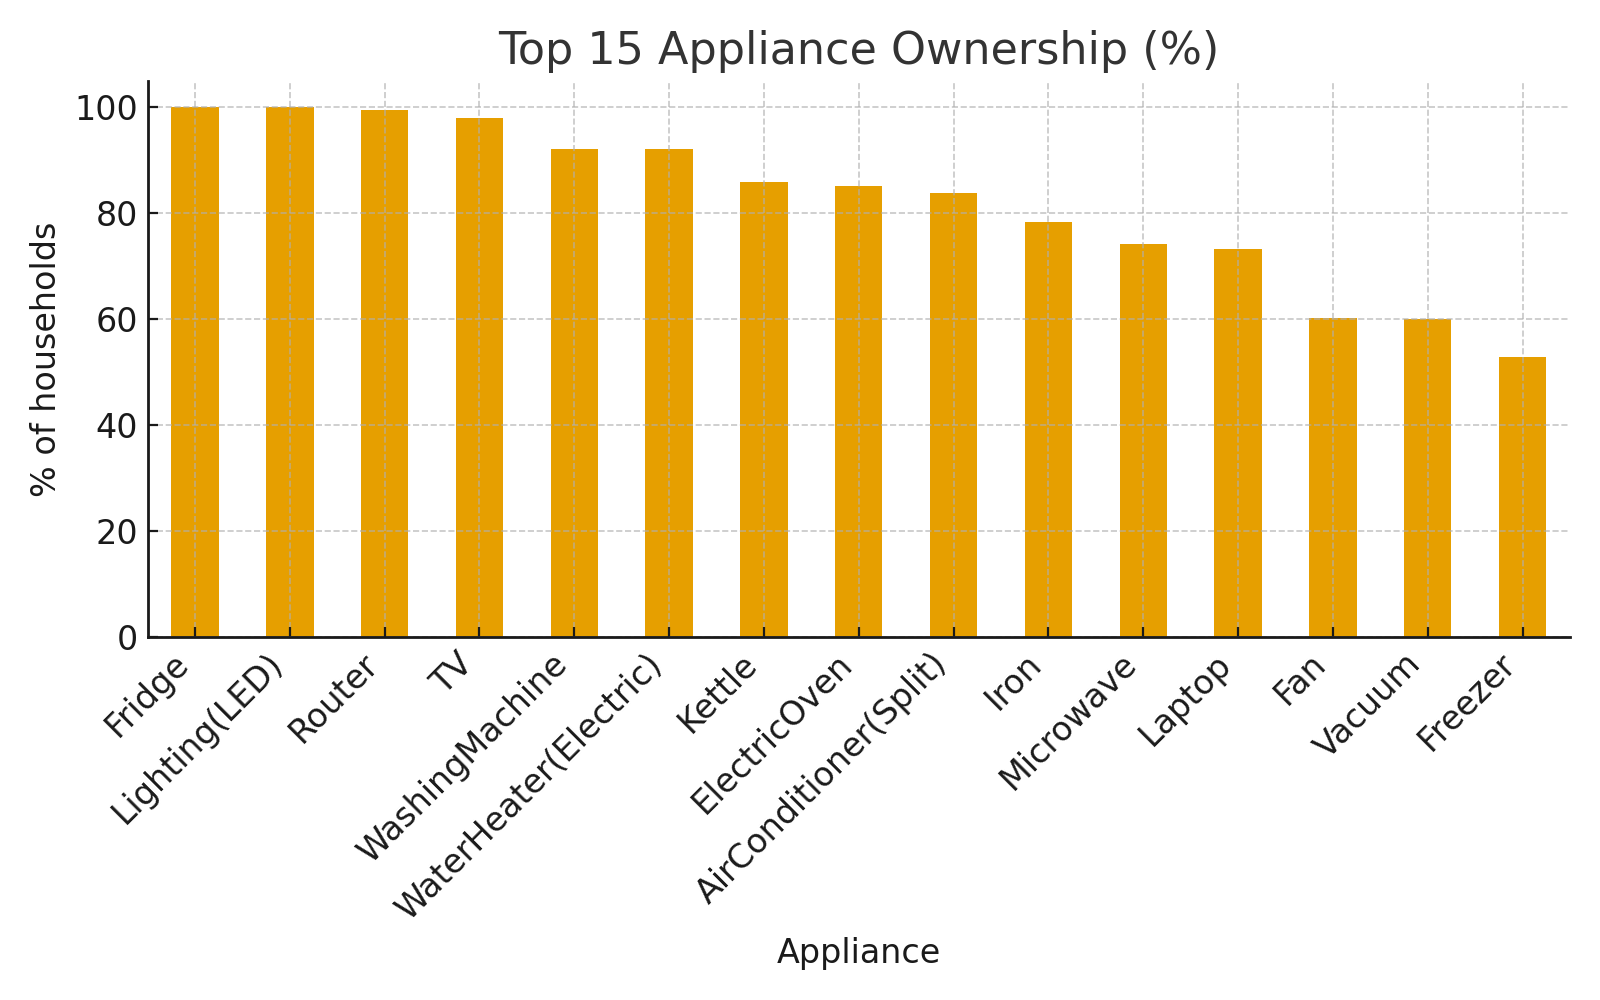 Top 15 Appliance Ownership (%)
100
80
60
40
20
0
% of households
Fridge
Lighting(LED)
Router
TV
WashingMachine
WaterHeater(Electric)
Kettle
ElectricOven
AirConditioner(Split)
Iron
Microwave
Laptop
Fan
Vacuum
Freezer
Appliance